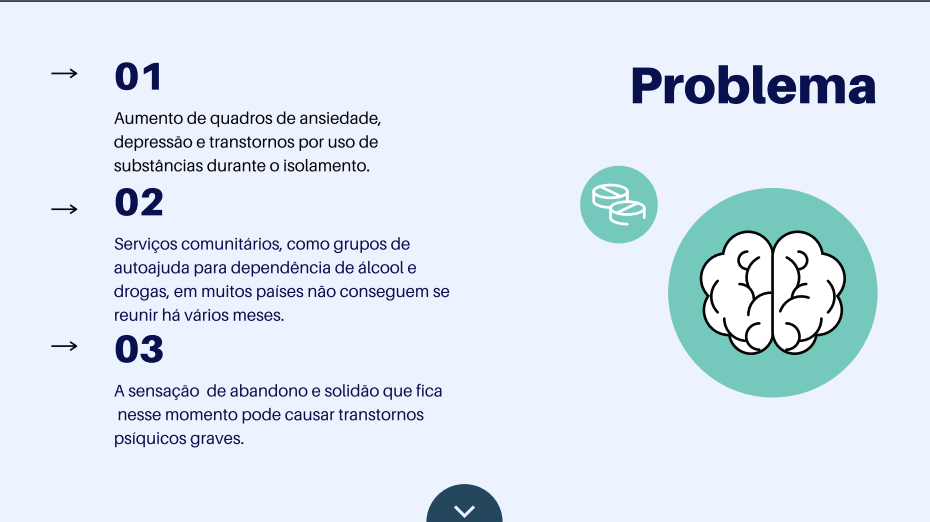 Problema
01
Aumento de quadros de ansiedade,
depressão e transtornos por uso de
substâncias durante o isolamento.
02
Serviços comunitários, como grupos de
autoajuda para dependência de álcool e
drogas, em muitos países não conseguem se
reunir há vários meses.
03
A sensação  de abandono e solidão que fica
nesse momento pode causar transtornos
psíquicos graves.